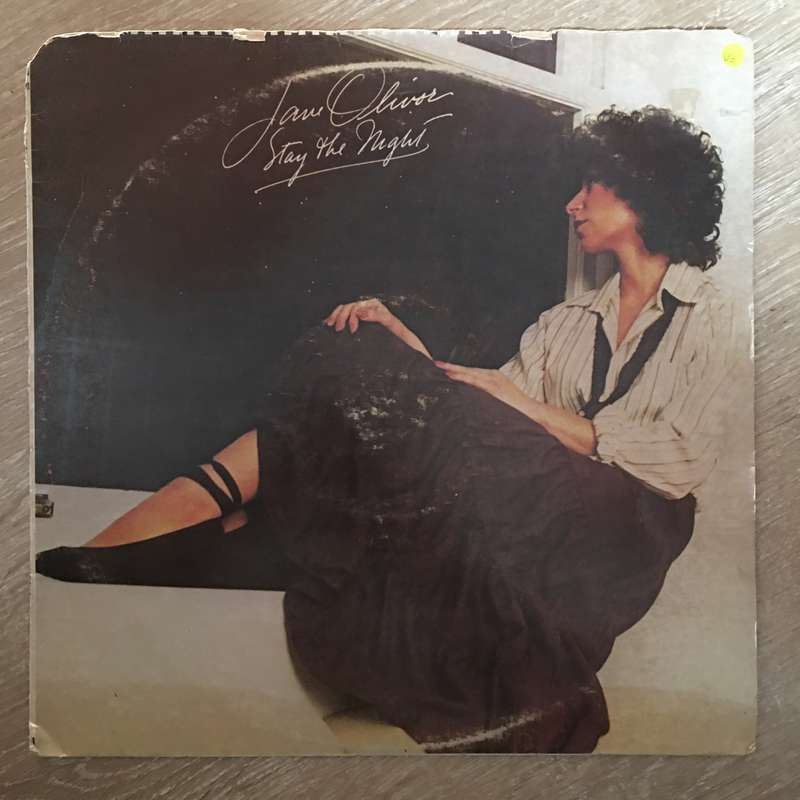 Jane Olivor
Stay the Night